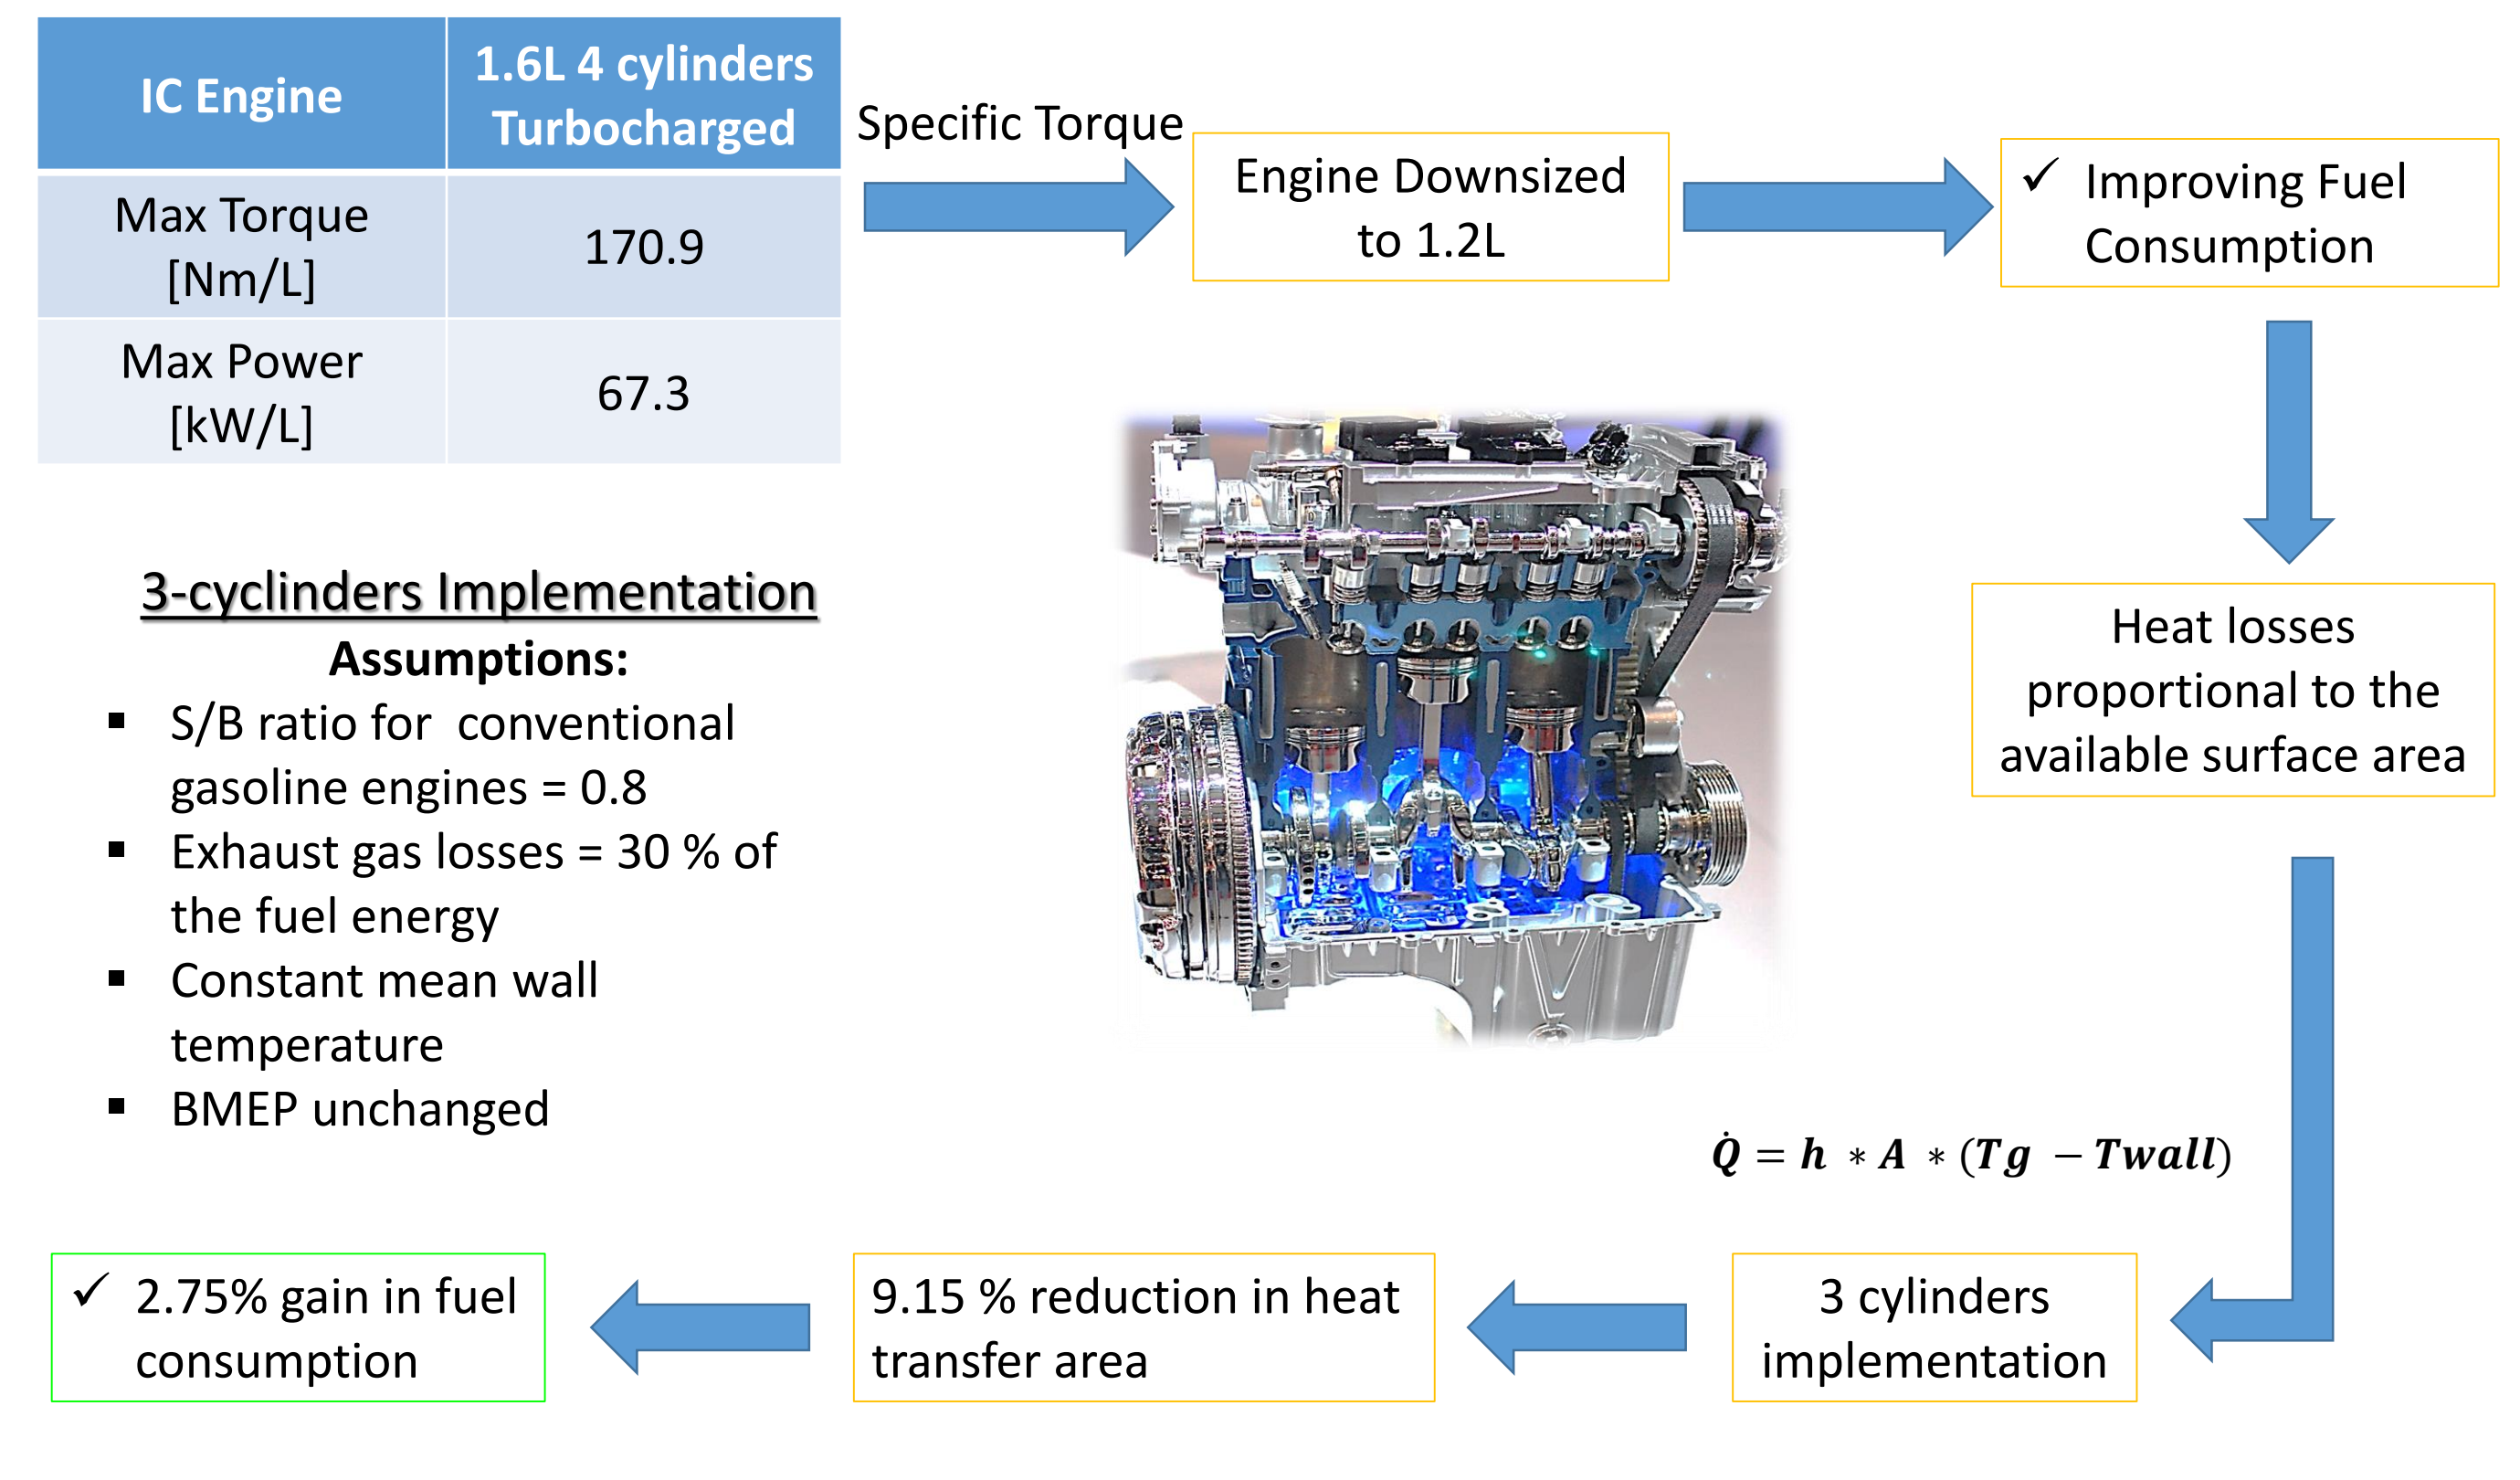 IC Engine
1.6L 4 cylinders
Turbocharged
Max Torque
[Nm/L]
170.9
Max Power
[kW/L]
67.3
Specific Torque
Engine Downsized
to 1.2L
✓ Improving Fuel
Consumption
Heat losses
proportional to the
available surface area
3-cyclinders Implementation
Assumptions:
▪ S/B ratio for conventional
gasoline engines = 0.8
▪ Exhaust gas losses = 30 % of
the fuel energy
▪ Constant mean wall
temperature
▪ BMEP unchanged
Q̇ = h * A * (Tg − Twall)
3 cylinders
implementation
9.15 % reduction in heat
transfer area
✓ 2.75% gain in fuel
consumption